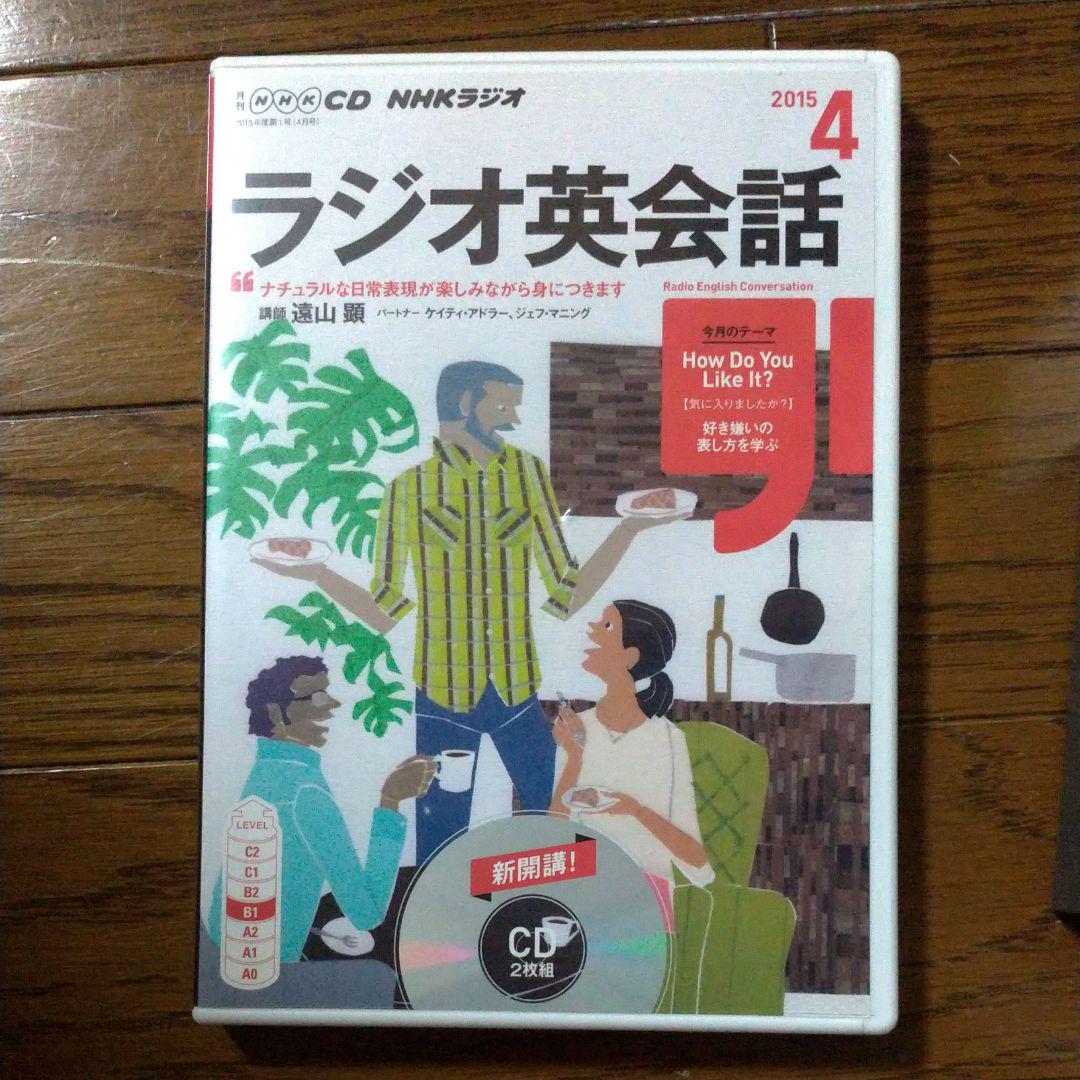 月刊 NHK CD NHKラジオ
2015年度第1号(4月号)
2015 4
ラジオ英会話
Radio English Conversation
“ナチュラルな日常表現が楽しみながら身につきます
講師 遠山 顕 パートナー ケイティ・アドラー、ジェフ・マニング
今月のテーマ
How Do You
Like It?
【気に入りましたか?】
好き嫌いの
表し方を学ぶ
LEVEL
C2
C1
B2
B1
A2
A1
A0
新開講!
CD
2枚組